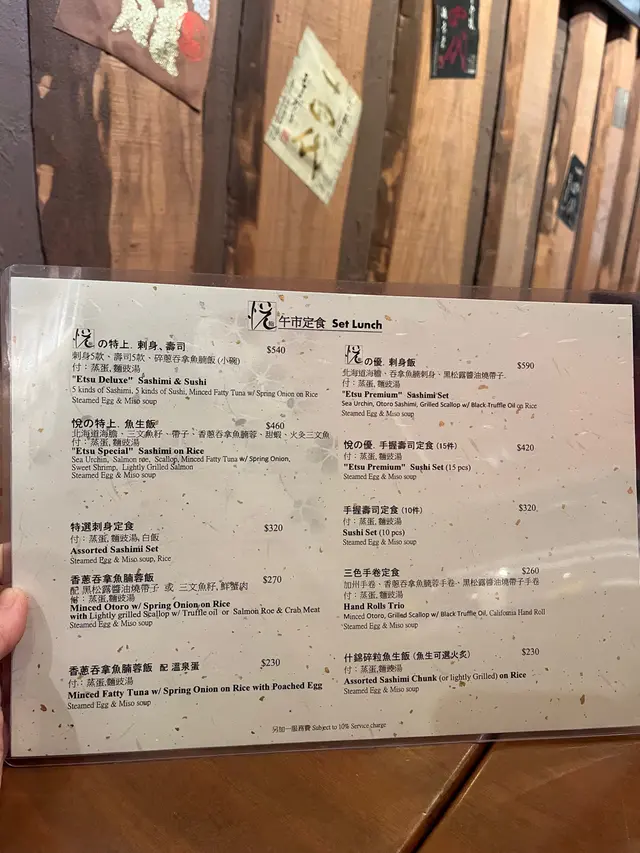 悅 午市定食 Set Lunch
悅の特上．刺身、壽司 $540
刺身5款、壽司5款、碎蔥吞拿魚腩飯 (小碗)
付：蒸蛋, 麵豉湯
"Etsu Deluxe" Sashimi & Sushi
5 kinds of Sashimi, 5 kinds of Sushi, Minced Fatty Tuna w/ Spring Onion on Rice
Steamed Egg & Miso soup
悅の特上．魚生飯 $460
北海道海膽、三文魚籽、帶子、香蔥吞拿魚腩蓉、甜蝦、火灸三文魚
付：蒸蛋, 麵豉湯
"Etsu Special" Sashimi on Rice
Sea Urchin, Salmon roe, Scallop, Minced Fatty Tuna w/ Spring Onion,
Sweet Shrimp, Lightly Grilled Salmon
Steamed Egg & Miso soup
特選刺身定食 $320
付：蒸蛋, 麵豉湯, 白飯
Assorted Sashimi Set
Steamed Egg & Miso soup, Rice
香蔥吞拿魚腩蓉飯 $270
配 黑松露醬油燒帶子 或 三文魚籽, 鮮蟹肉
付：蒸蛋, 麵豉湯
Minced Otoro w/ Spring Onion on Rice
with Lightly grilled Scallop w/ Truffle oil or Salmon Roe & Crab Meat
Steamed Egg & Miso soup
香蔥吞拿魚腩蓉飯 配 溫泉蛋 $230
付：蒸蛋, 麵豉湯
Minced Fatty Tuna w/ Spring Onion on Rice with Poached Egg
Steamed Egg & Miso soup
悅の優．刺身飯 $590
北海道海膽、吞拿魚腩刺身、黑松露醬油燒帶子
付：蒸蛋, 麵豉湯
"Etsu Premium" Sashimi Set
Sea Urchin, Otoro Sashimi, Grilled Scallop w/ Black Truffle Oil on Rice
Steamed Egg & Miso soup
悅の優．手握壽司定食 (15件) $420
付：蒸蛋, 麵豉湯
"Etsu Premium" Sushi Set (15 pcs)
Steamed Egg & Miso soup
手握壽司定食 (10件) $320
付：蒸蛋, 麵豉湯
Sushi Set (10 pcs)
Steamed Egg & Miso soup
三色手卷定食 $260
加州手卷、香蔥吞拿魚腩蓉手卷、黑松露醬油燒帶子手卷
付：蒸蛋, 麵豉湯
Hand Rolls Trio
Minced Otoro, Grilled Scallop w/ Black Truffle Oil, California Hand Roll
Steamed Egg & Miso soup
什錦碎粒魚生飯 (魚生可選火炙) $230
付：蒸蛋, 麵豉湯
Assorted Sashimi Chunk (or lightly Grilled) on Rice
Steamed Egg & Miso soup
另加一服務費 Subject to 10% Service charge